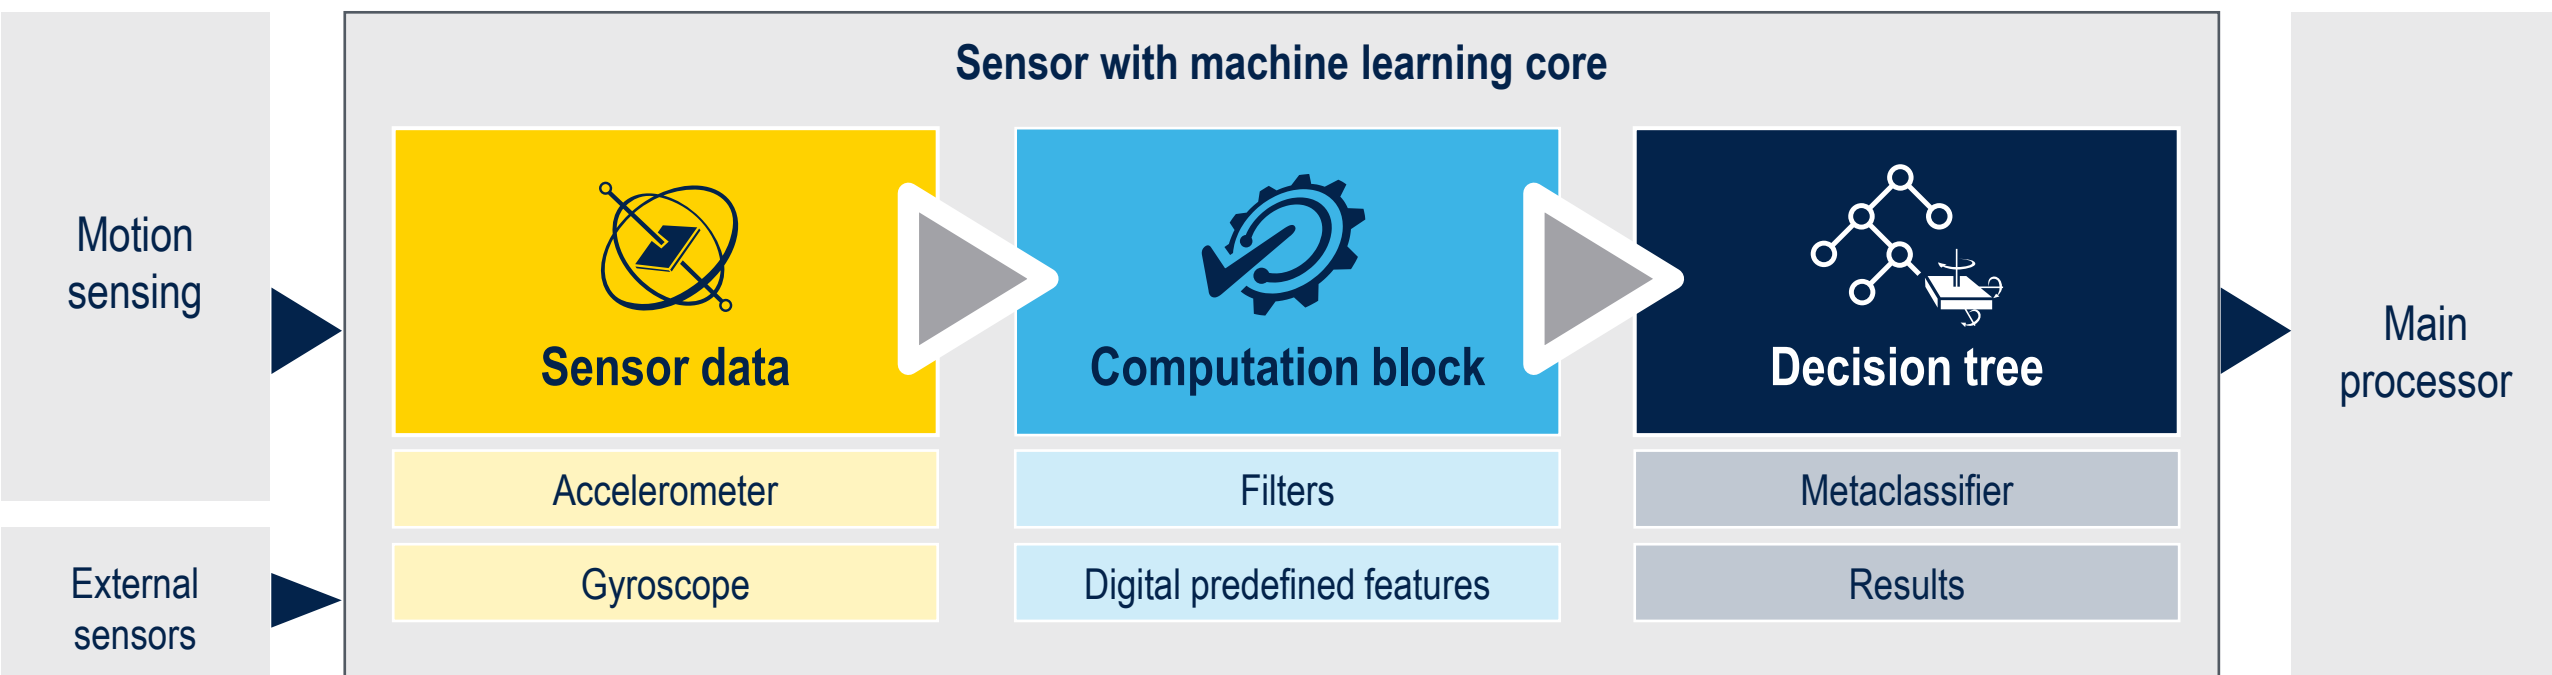 Sensor with machine learning core
Motion
sensing
External
sensors
Sensor data
Accelerometer
Gyroscope
Computation block
Filters
Digital predefined features
Decision tree
Metaclassifier
Results
Main
processor